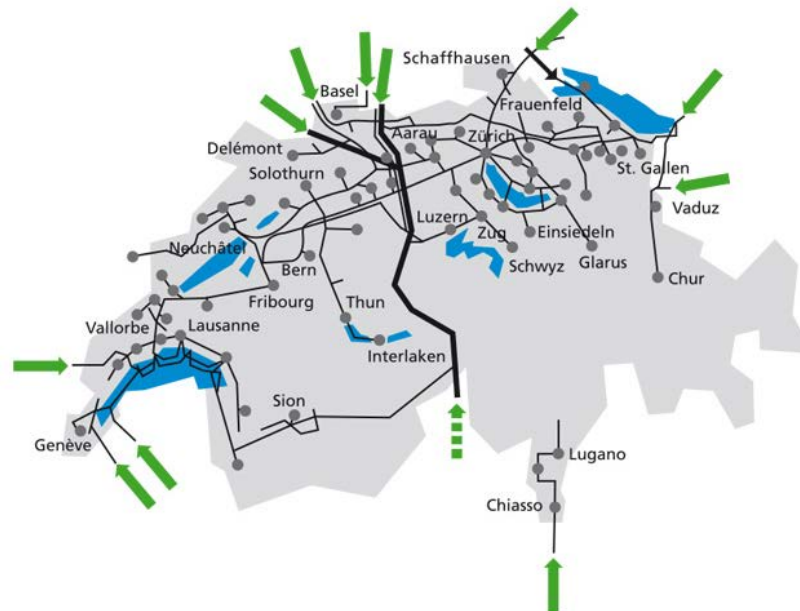 Schaffhausen
Basel
Frauenfeld
Aarau
Zürich
Delémont
St. Gallen
Solothurn
Vaduz
Luzern
Zug
Einsiedeln
Neuchâtel
Schwyz
Glarus
Bern
Chur
Fribourg
Thun
Vallorbe
Lausanne
Interlaken
Sion
Genève
Lugano
Chiasso